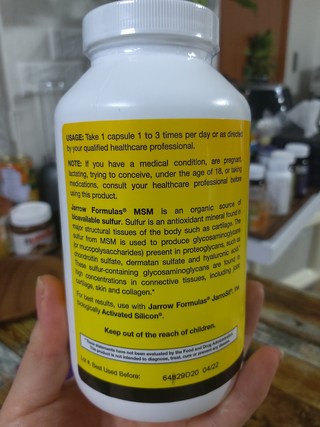 USAGE: Take 1 capsule 1 to 3 times per day or as directed
by your qualified healthcare professional.
NOTE: If you have a medical condition, are pregnant,
lactating, trying to conceive, under the age of 18, or taking
medications, consult your healthcare professional before
using this product.
Jarrow Formulas® MSM is an organic source of
bioavailable sulfur. Sulfur is an antioxidant mineral found in
major structural tissues of the body such as cartilage. The
sulfur from MSM is used to produce glycosaminoglycans
(or mucopolysaccharides) present in proteoglycans, such as
chondroitin sulfate, dermatan sulfate and hyaluronic acid.
These sulfur-containing glycosaminoglycans are found in
high concentrations in connective tissues, including joint
cartilage, skin and collagen.*
For best results, use with Jarrow Formulas® JarroSil®, the
Biologically Activated Silicon®.
Keep out of the reach of children.
*These statements have not been evaluated by the Food and Drug Administration.
This product is not intended to diagnose, treat, cure or prevent any disease.
Lot #, Best Used Before: 64829D20 04/22